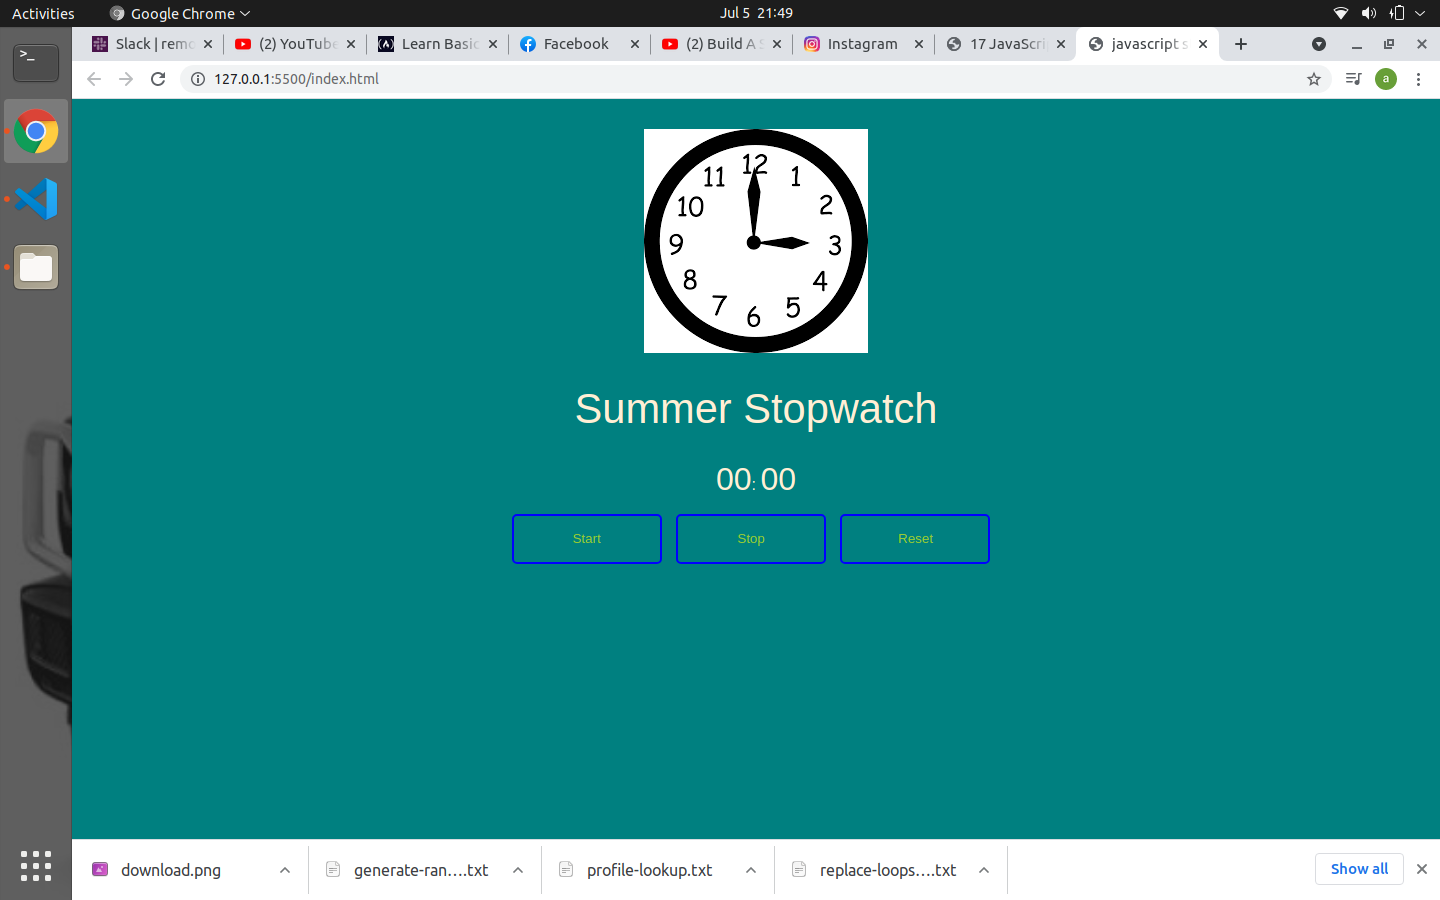 Activities
Google Chrome
Jul 5 21:49
>_
Slack | remo
(2) YouTube
Learn Basic
Facebook
(2) Build A S
Instagram
17 JavaScri
javascript s
127.0.0.1:5500/index.html
a
12
11 1
10 2
9 3
8 4
7 5
6
Summer Stopwatch
00:00
Start Stop Reset
download.png
generate-ran....txt
profile-lookup.txt
replace-loops....txt
Show all